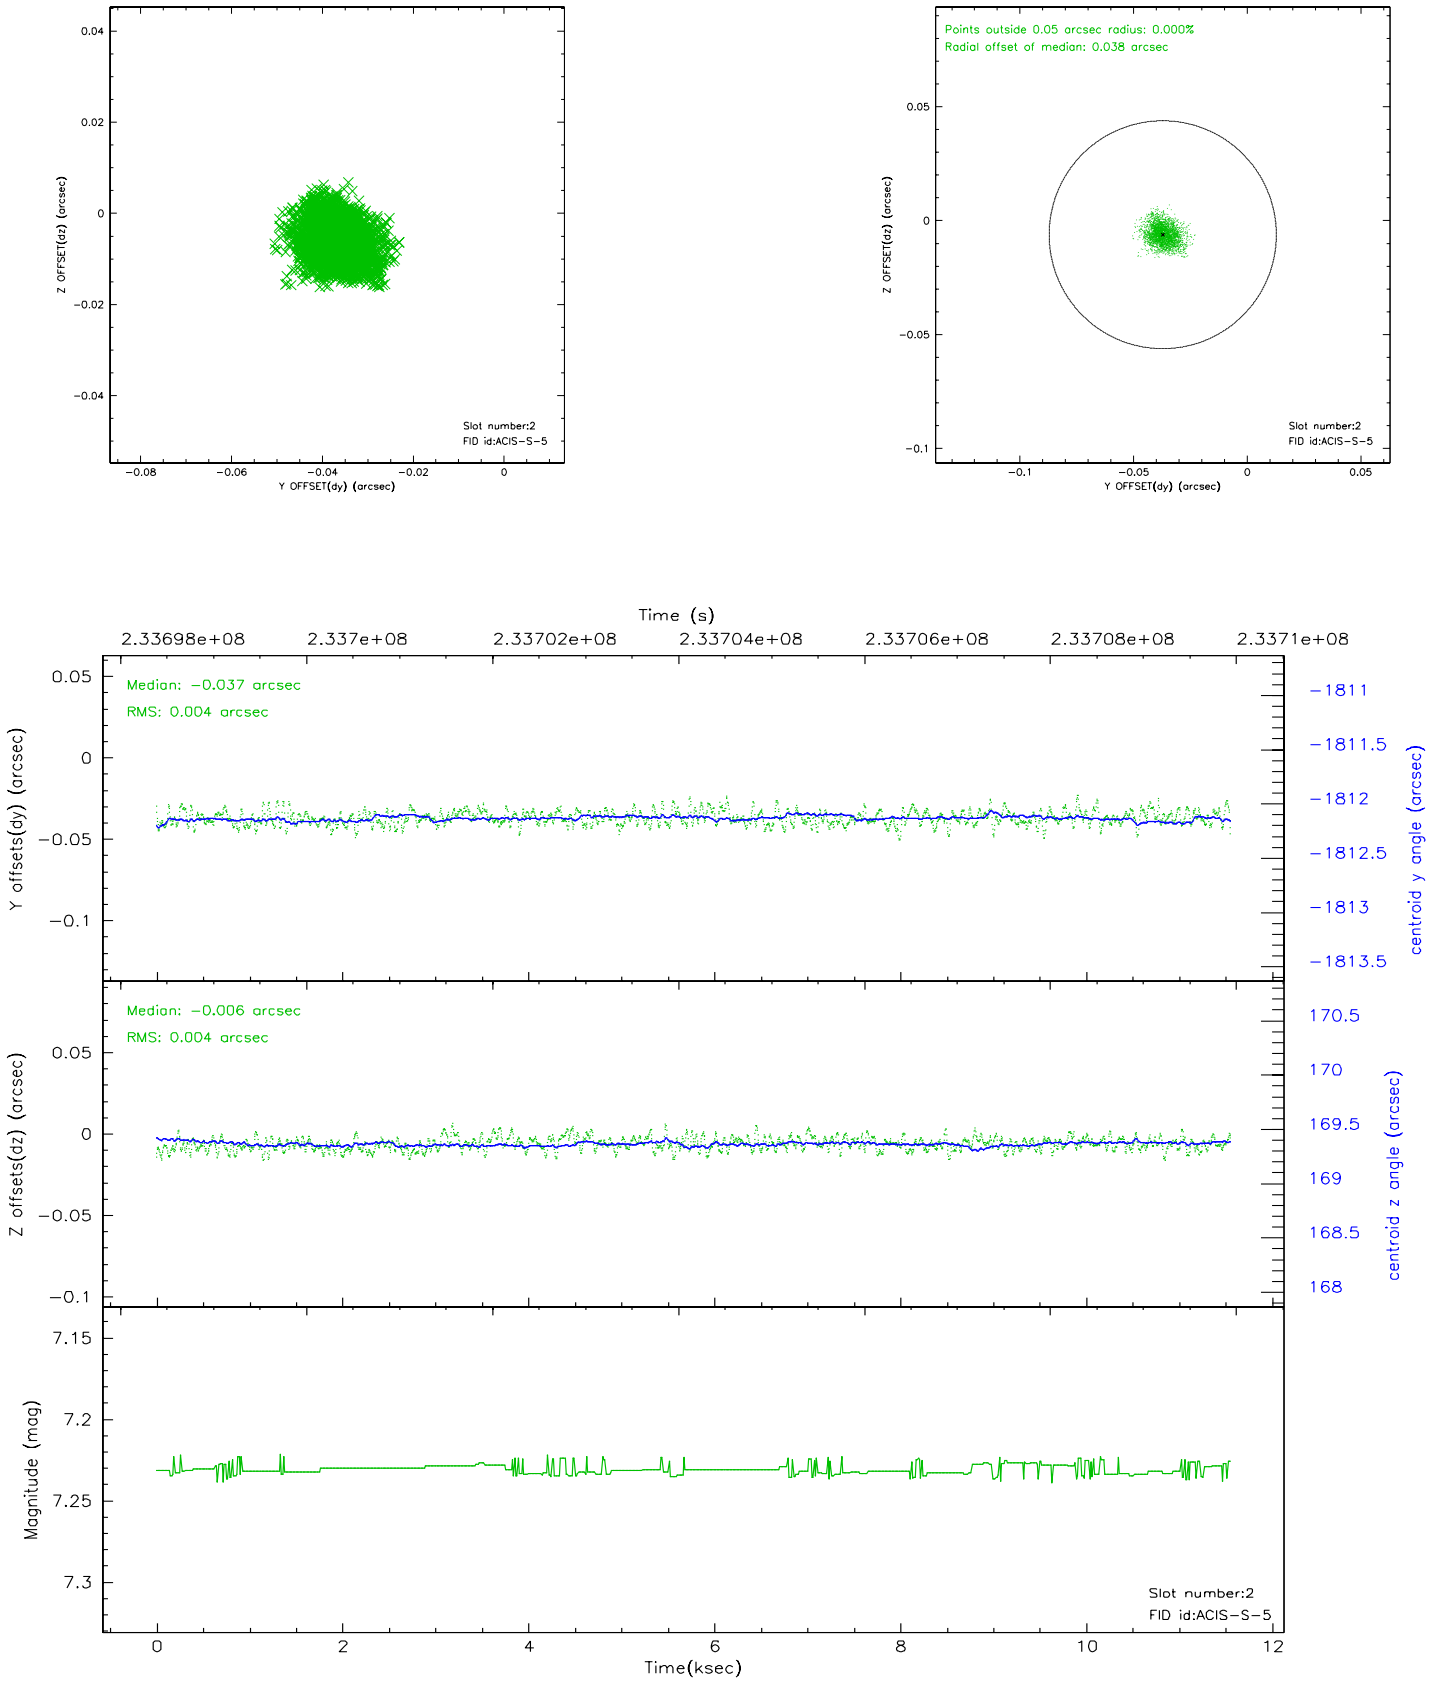 0.04
0.02
0
−0.02
−0.04
Z OFFSET(dz) (arcsec)
Slot number:2
FID id:ACIS−S−5
−0.08
−0.06
−0.04
−0.02
0
Y OFFSET(dy) (arcsec)
Points outside 0.05 arcsec radius: 0.000%
Radial offset of median: 0.038 arcsec
0.05
0
−0.05
−0.1
Z OFFSET(dz) (arcsec)
Slot number:2
FID id:ACIS−S−5
−0.1
−0.05
0
0.05
Y OFFSET(dy) (arcsec)
Time (s)
2.33698e+08
2.337e+08
2.33702e+08
2.33704e+08
2.33706e+08
2.33708e+08
2.3371e+08
Median: −0.037 arcsec
RMS: 0.004 arcsec
0.05
0
−0.05
−0.1
Y offsets(dy) (arcsec)
−1811
−1811.5
−1812
−1812.5
−1813
−1813.5
centroid y angle (arcsec)
Median: −0.006 arcsec
RMS: 0.004 arcsec
0.05
0
−0.05
−0.1
Z offsets(dz) (arcsec)
170.5
170
169.5
169
168.5
168
centroid z angle (arcsec)
7.15
7.2
7.25
7.3
Magnitude (mag)
Slot number:2
FID id:ACIS−S−5
0
2
4
6
8
10
12
Time(ksec)